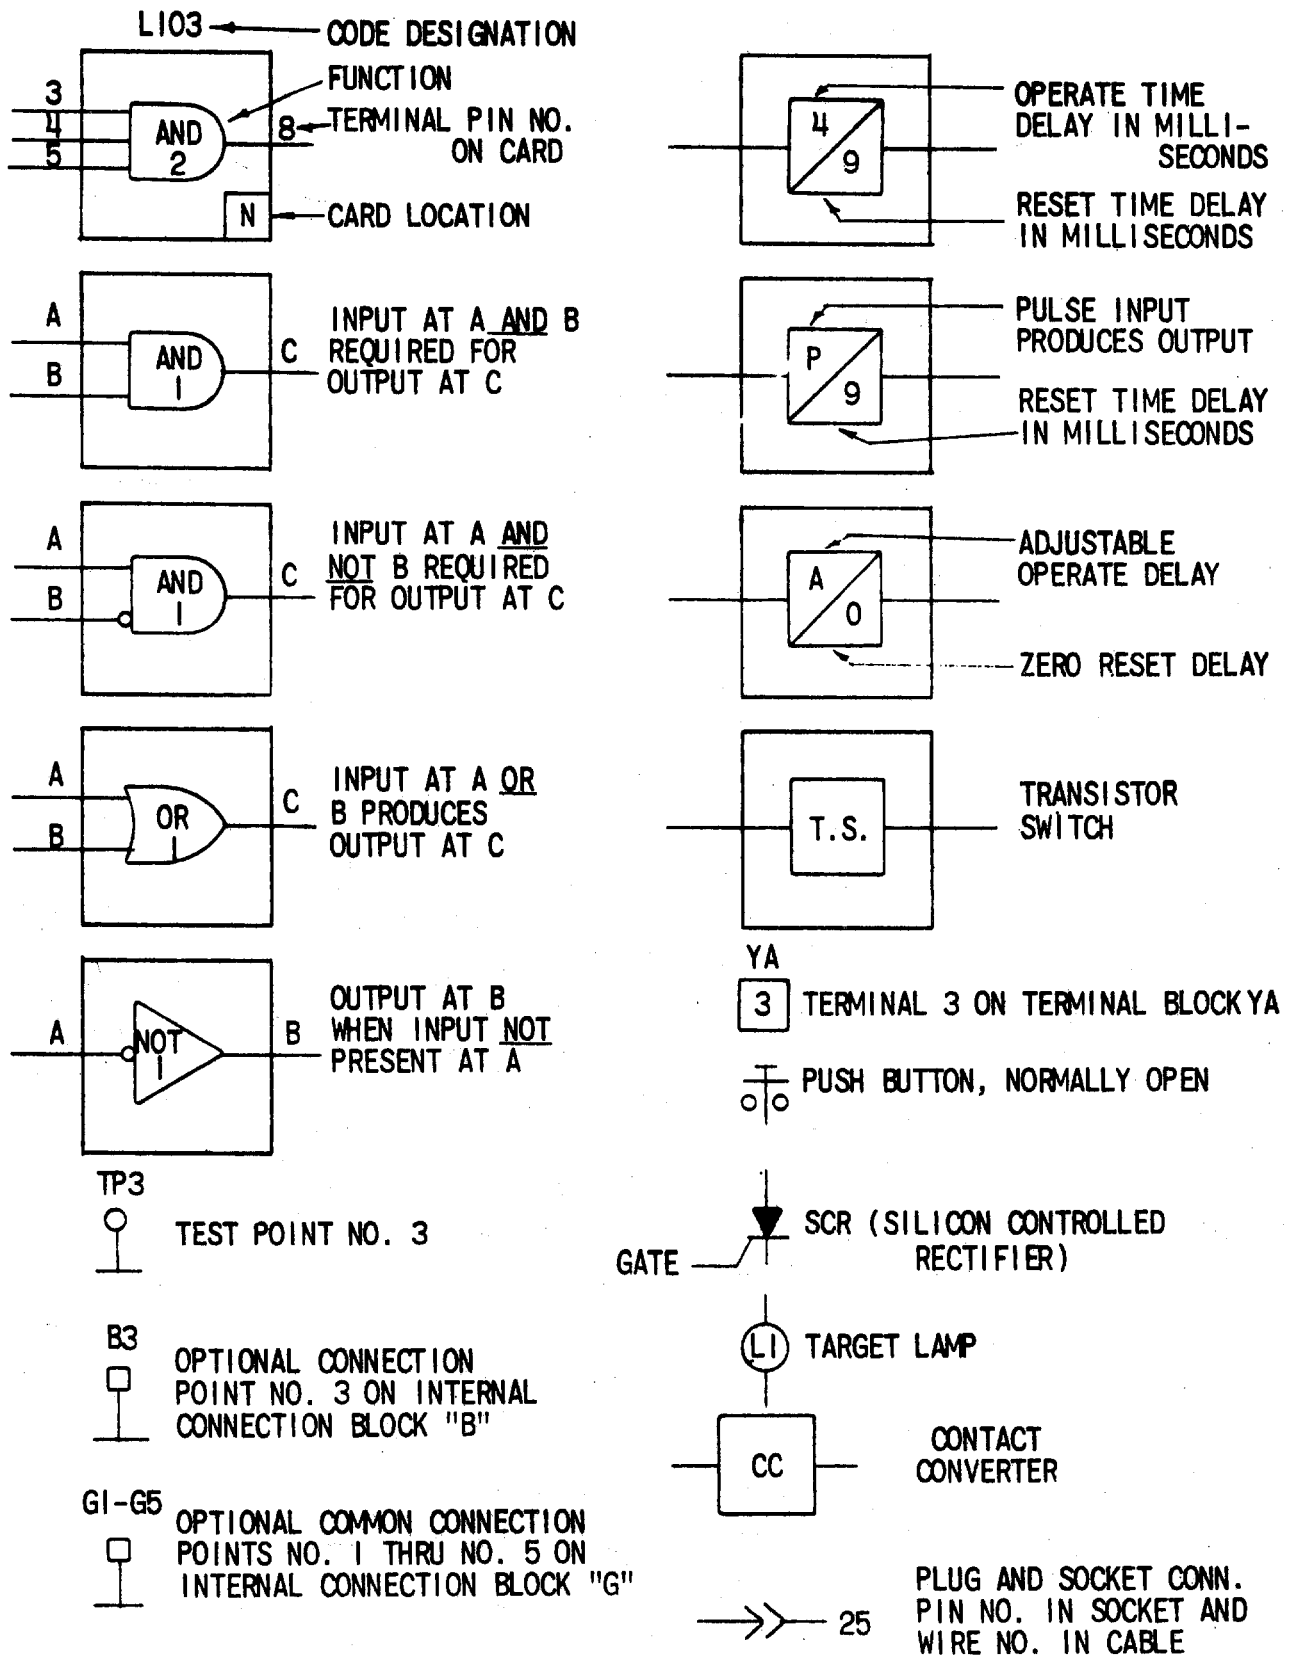 L103
CODE DESIGNATION
FUNCTION
3
4
5
AND
2
8
TERMINAL PIN NO.
ON CARD
N
CARD LOCATION
A
B
AND
1
C
INPUT AT A AND B
REQUIRED FOR
OUTPUT AT C
A
B
AND
1
C
INPUT AT A AND
NOT B REQUIRED
FOR OUTPUT AT C
A
B
OR
1
C
INPUT AT A OR
B PRODUCES
OUTPUT AT C
A
NOT
1
B
OUTPUT AT B
WHEN INPUT NOT
PRESENT AT A
TP3
TEST POINT NO. 3
B3
OPTIONAL CONNECTION
POINT NO. 3 ON INTERNAL
CONNECTION BLOCK "B"
G1-G5
OPTIONAL COMMON CONNECTION
POINTS NO. 1 THRU NO. 5 ON
INTERNAL CONNECTION BLOCK "G"
4
9
OPERATE TIME
DELAY IN MILLI-
SECONDS
RESET TIME DELAY
IN MILLISECONDS
P
9
PULSE INPUT
PRODUCES OUTPUT
RESET TIME DELAY
IN MILLISECONDS
A
0
ADJUSTABLE
OPERATE DELAY
ZERO RESET DELAY
T.S.
TRANSISTOR
SWITCH
YA
3
TERMINAL 3 ON TERMINAL BLOCK YA
PUSH BUTTON, NORMALLY OPEN
GATE
SCR (SILICON CONTROLLED
RECTIFIER)
L1
TARGET LAMP
CC
CONTACT
CONVERTER
25
PLUG AND SOCKET CONN.
PIN NO. IN SOCKET AND
WIRE NO. IN CABLE